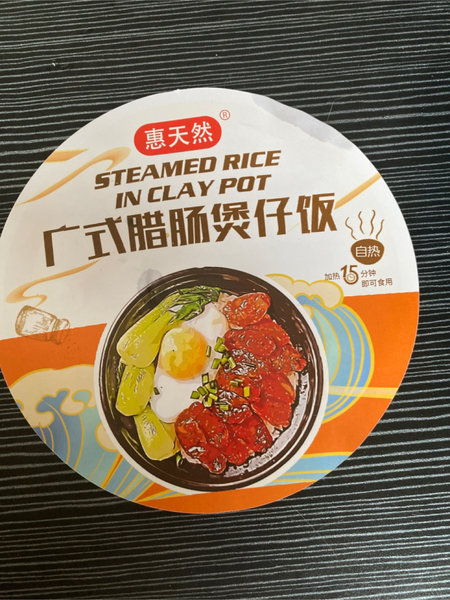 惠天然®
STEAMED RICE
IN CLAY POT
广式腊肠煲仔饭
自热
加热15分钟
即可食用